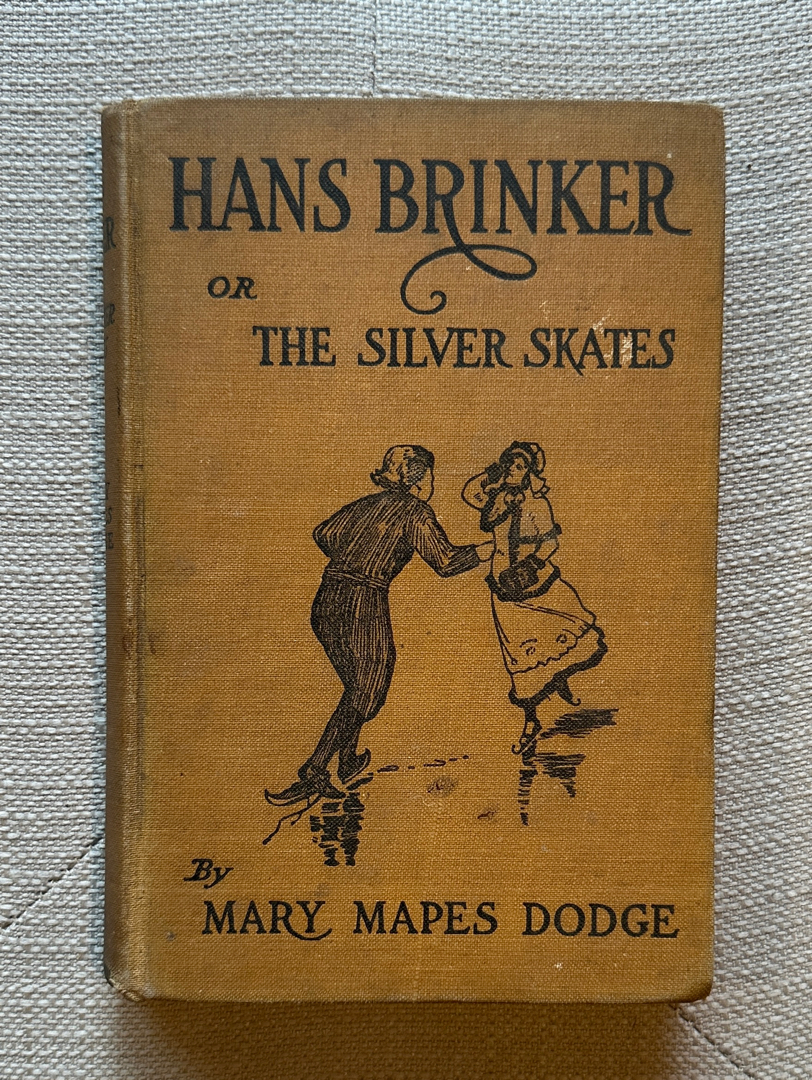 HANS BRINKER
OR
THE SILVER SKATES
By
MARY MAPES DODGE